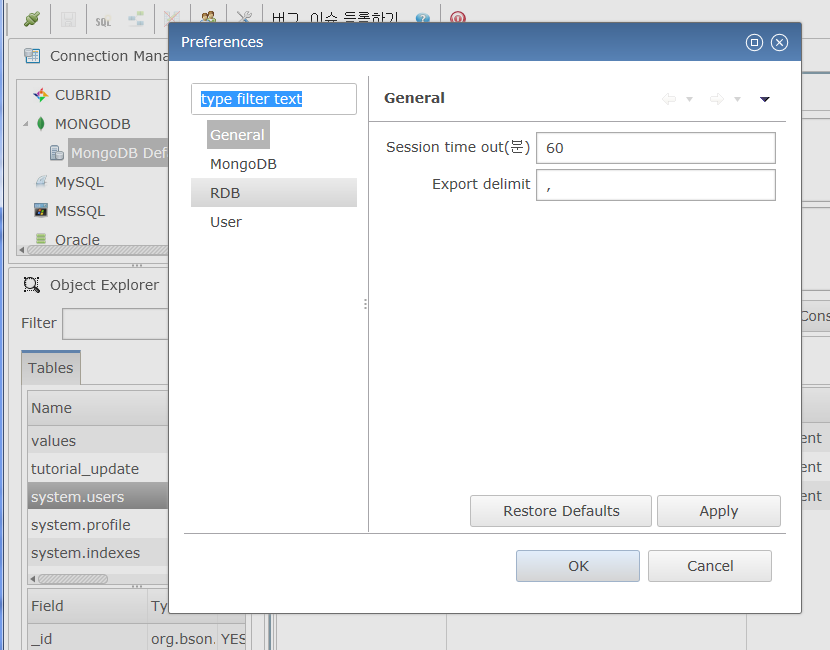 SQL
버그, 이슈 등록하기
Connection Mana
CUBRID
MONGODB
MongoDB Def
MySQL
MSSQL
Oracle
Object Explorer
Filter
Tables
Name
values
tutorial_update
system.users
system.profile
system.indexes
Field
Ty
_id
org.bson.
YES
Preferences
type filter text
General
MongoDB
RDB
User
General
Session time out(분)
60
Export delimit
,
Restore Defaults
Apply
OK
Cancel
Cons
ent
ent
ent